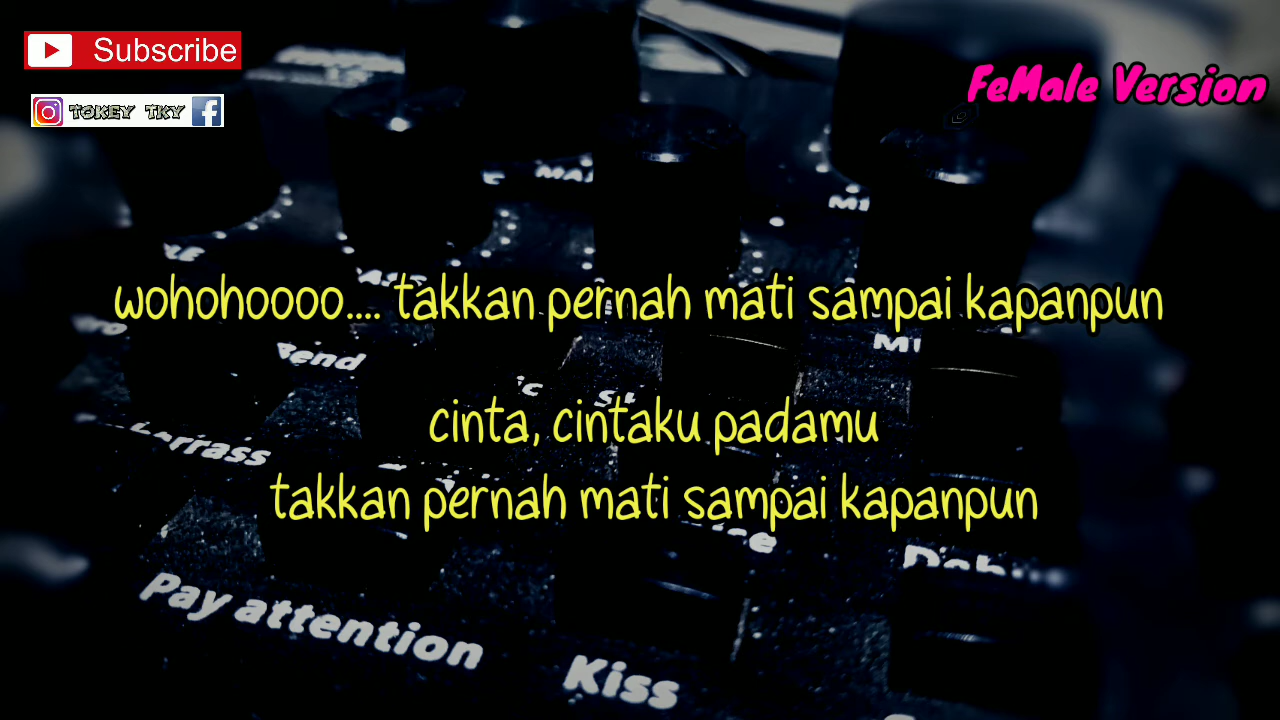 Subscribe
TOKEY TKY
FeMale Version
wohohoooo.... takkan pernah mati sampai kapanpun
cinta, cintaku padamu
takkan pernah mati sampai kapanpun
Pay attention
Kiss